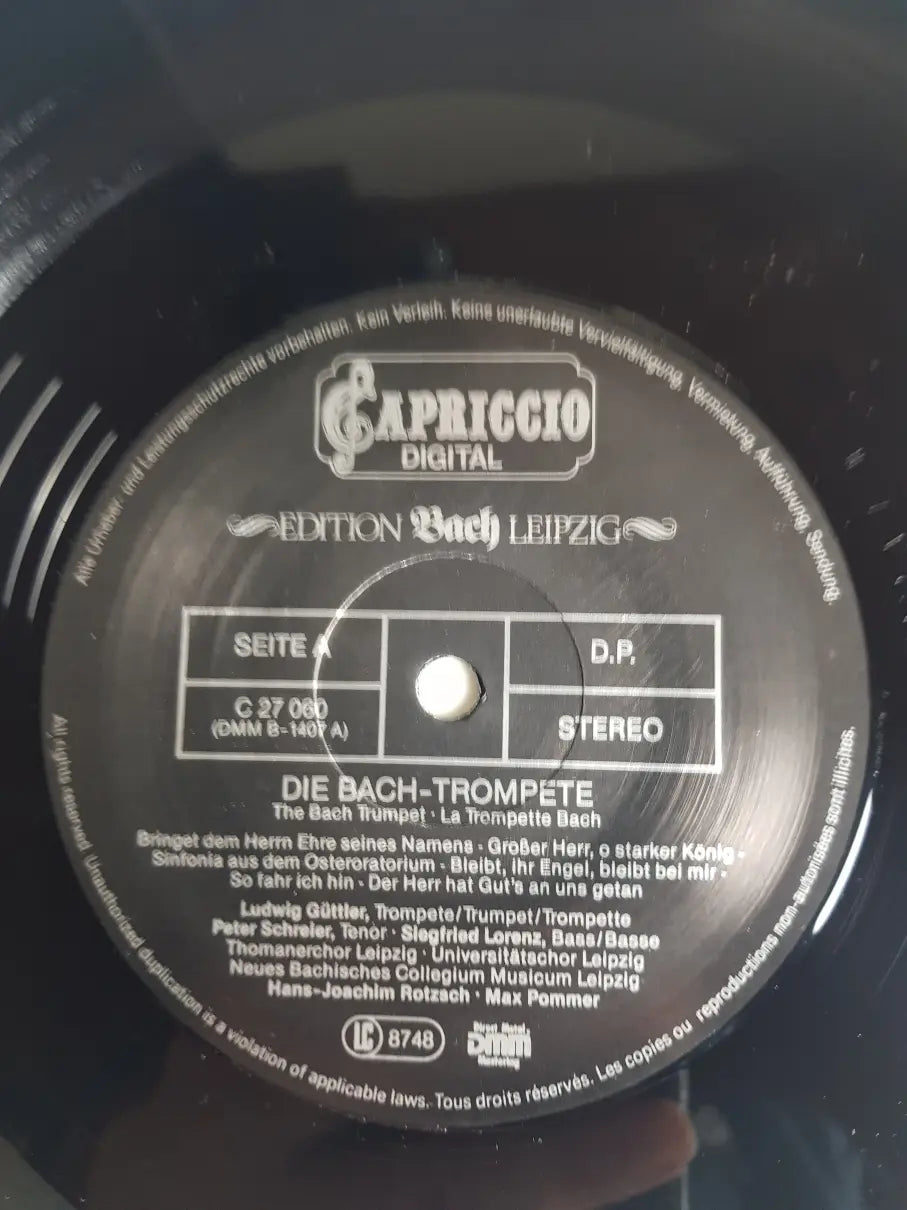 Alle Urheber- und Leistungsschutzrechte vorbehalten. Kein Verleih. Keine unerlaubte Vervielfältigung, Vermietung, Aufführung, Sendung!
CAPRICCIO
DIGITAL
EDITION Bach LEIPZIG
SEITE A
D.P.
C 27 060
(DMM B-1407 A)
STEREO
DIE BACH-TROMPETE
The Bach Trumpet · La Trompette Bach
Bringet dem Herrn Ehre seines Namens · Großer Herr, o starker König ·
Sinfonia aus dem Osteroratorium · Bleibt, ihr Engel, bleibt bei mir ·
So fahr ich hin · Der Herr hat Gut's an uns getan
Ludwig Güttler, Trompete/Trumpet/Trompette
Peter Schreier, Tenor · Siegfried Lorenz, Bass/Basse
Thomanerchor Leipzig · Universitätschor Leipzig
Neues Bachisches Collegium Musicum Leipzig
Hans-Joachim Rotzsch · Max Pommer
LC 8748
Direct Metal
DMM
Mastering
All rights reserved. Unauthorized duplication is a violation of applicable laws. Tous droits réservés. Les copies ou reproductions non-autorisées sont illicites.